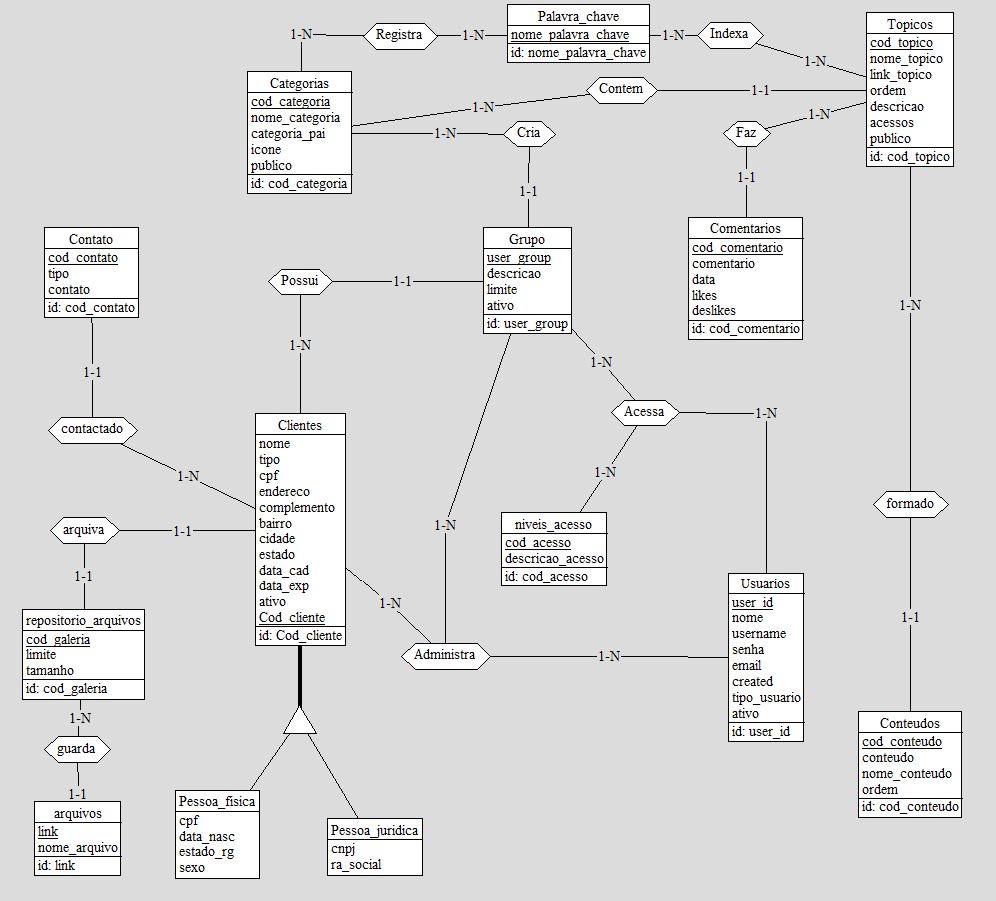 Palavra_chave
nome_palavra_chave
id: nome_palavra_chave
1-N
Registra
1-N
1-N
Indexa
1-N
Topicos
cod_topico
nome_topico
link_topico
ordem
descricao
acessos
publico
id: cod_topico
Categorias
cod_categoria
nome_categoria
categoria_pai
icone
publico
id: cod_categoria
1-N
Contem
1-1
1-N
Cria
1-1
1-N
Faz
1-1
Contato
cod_contato
tipo
contato
id: cod_contato
Possui
1-1
1-N
Grupo
user_group
descricao
limite
ativo
id: user_group
Comentarios
cod_comentario
comentario
data
likes
deslikes
id: cod_comentario
1-N
1-1
contactado
1-N
1-N
Acessa
1-N
1-N
Clientes
nome
tipo
cpf
endereco
complemento
bairro
cidade
estado
data_cad
data_exp
ativo
Cod_cliente
id: Cod_cliente
arquiva
1-1
1-1
1-N
niveis_acesso
cod_acesso
descricao_acesso
id: cod_acesso
formado
1-1
repositorio_arquivos
cod_galeria
limite
tamanho
id: cod_galeria
1-N
Administra
1-N
Usuarios
user_id
nome
username
senha
email
created
tipo_usuario
ativo
id: user_id
1-N
guarda
1-1
Conteudos
cod_conteudo
conteudo
nome_conteudo
ordem
id: cod_conteudo
arquivos
link
nome_arquivo
id: link
Pessoa_fisica
cpf
data_nasc
estado_rg
sexo
Pessoa_juridica
cnpj
ra_social